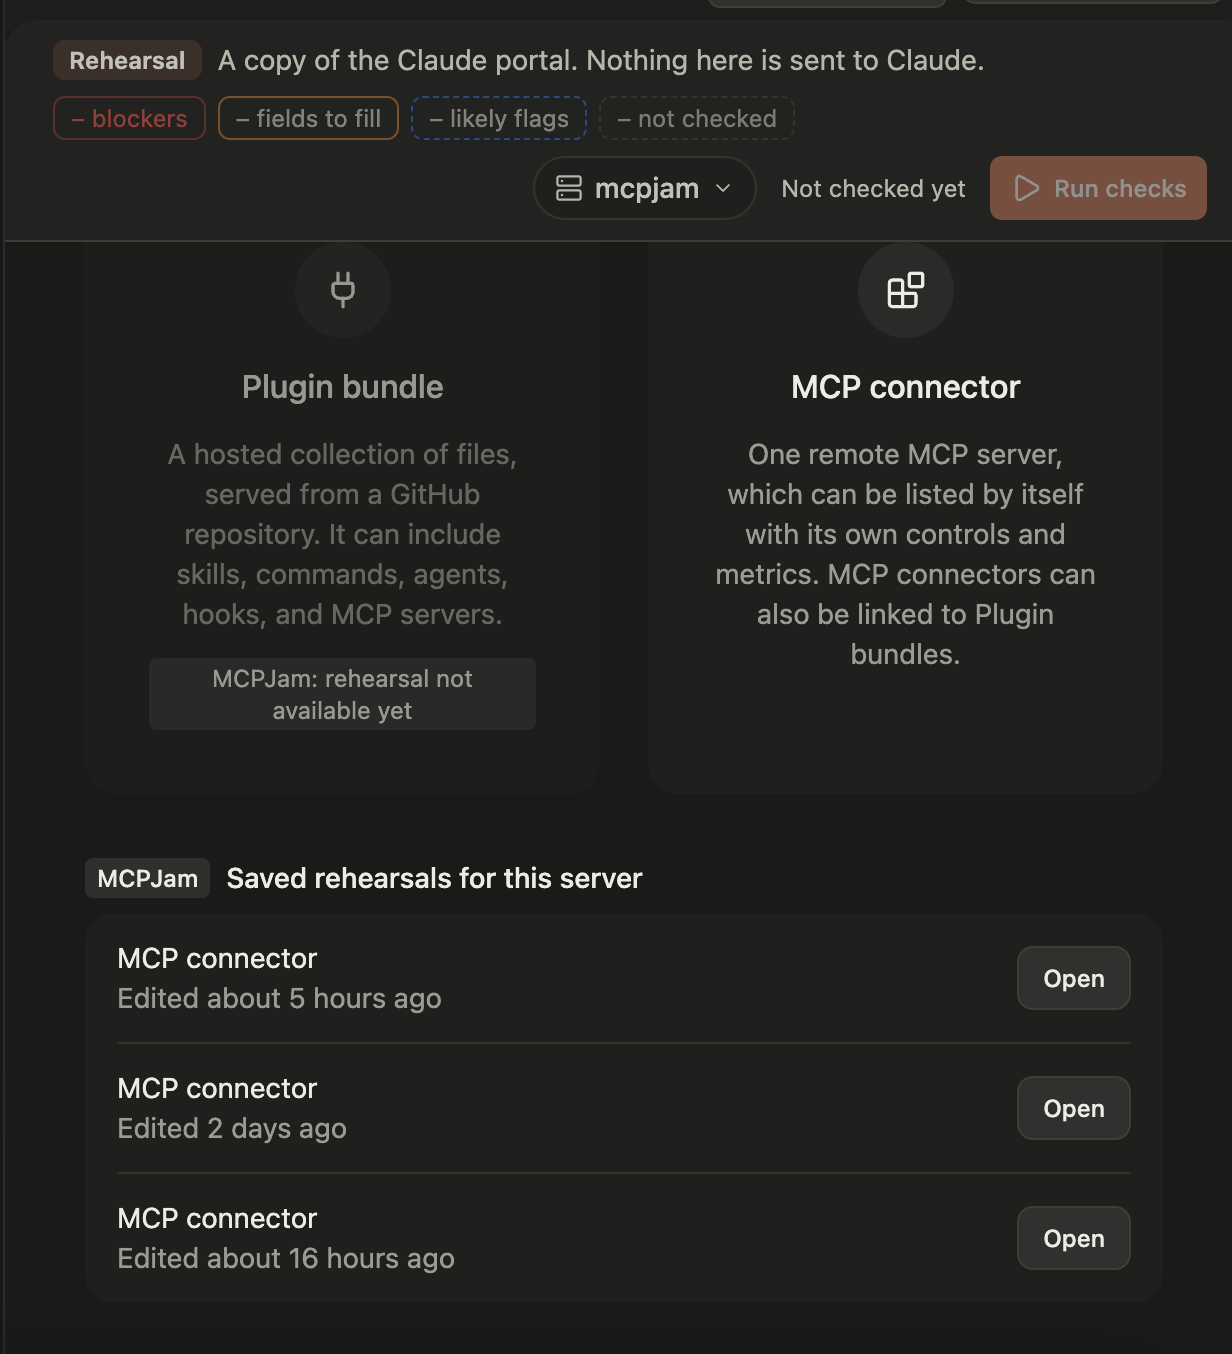 Rehearsal A copy of the Claude portal. Nothing here is sent to Claude.
– blockers – fields to fill – likely flags – not checked
mcpjam Not checked yet Run checks
Plugin bundle
A hosted collection of files,
served from a GitHub
repository. It can include
skills, commands, agents,
hooks, and MCP servers.
MCPJam: rehearsal not
available yet
MCP connector
One remote MCP server,
which can be listed by itself
with its own controls and
metrics. MCP connectors can
also be linked to Plugin
bundles.
MCPJam Saved rehearsals for this server
MCP connector
Edited about 5 hours ago
Open
MCP connector
Edited 2 days ago
Open
MCP connector
Edited about 16 hours ago
Open